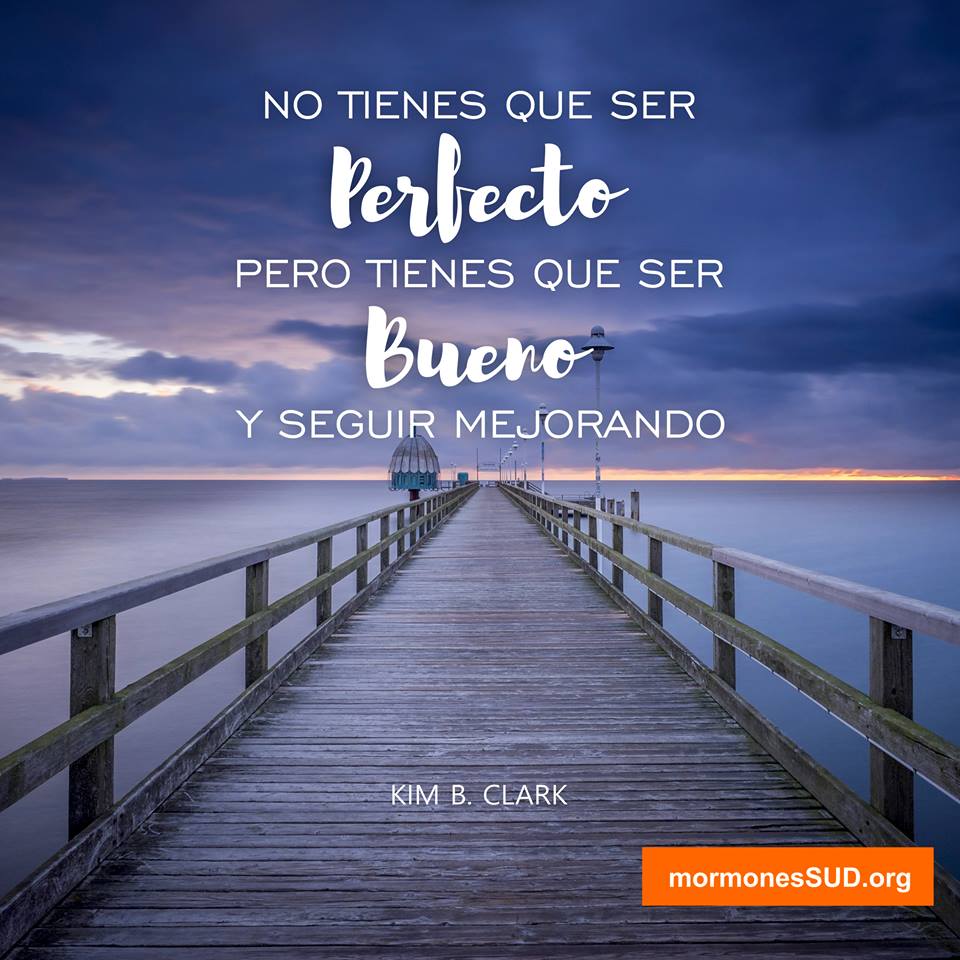 NO TIENES QUE SER
Perfecto
PERO TIENES QUE SER
Bueno
Y SEGUIR MEJORANDO
KIM B. CLARK
mormonesSUD.org